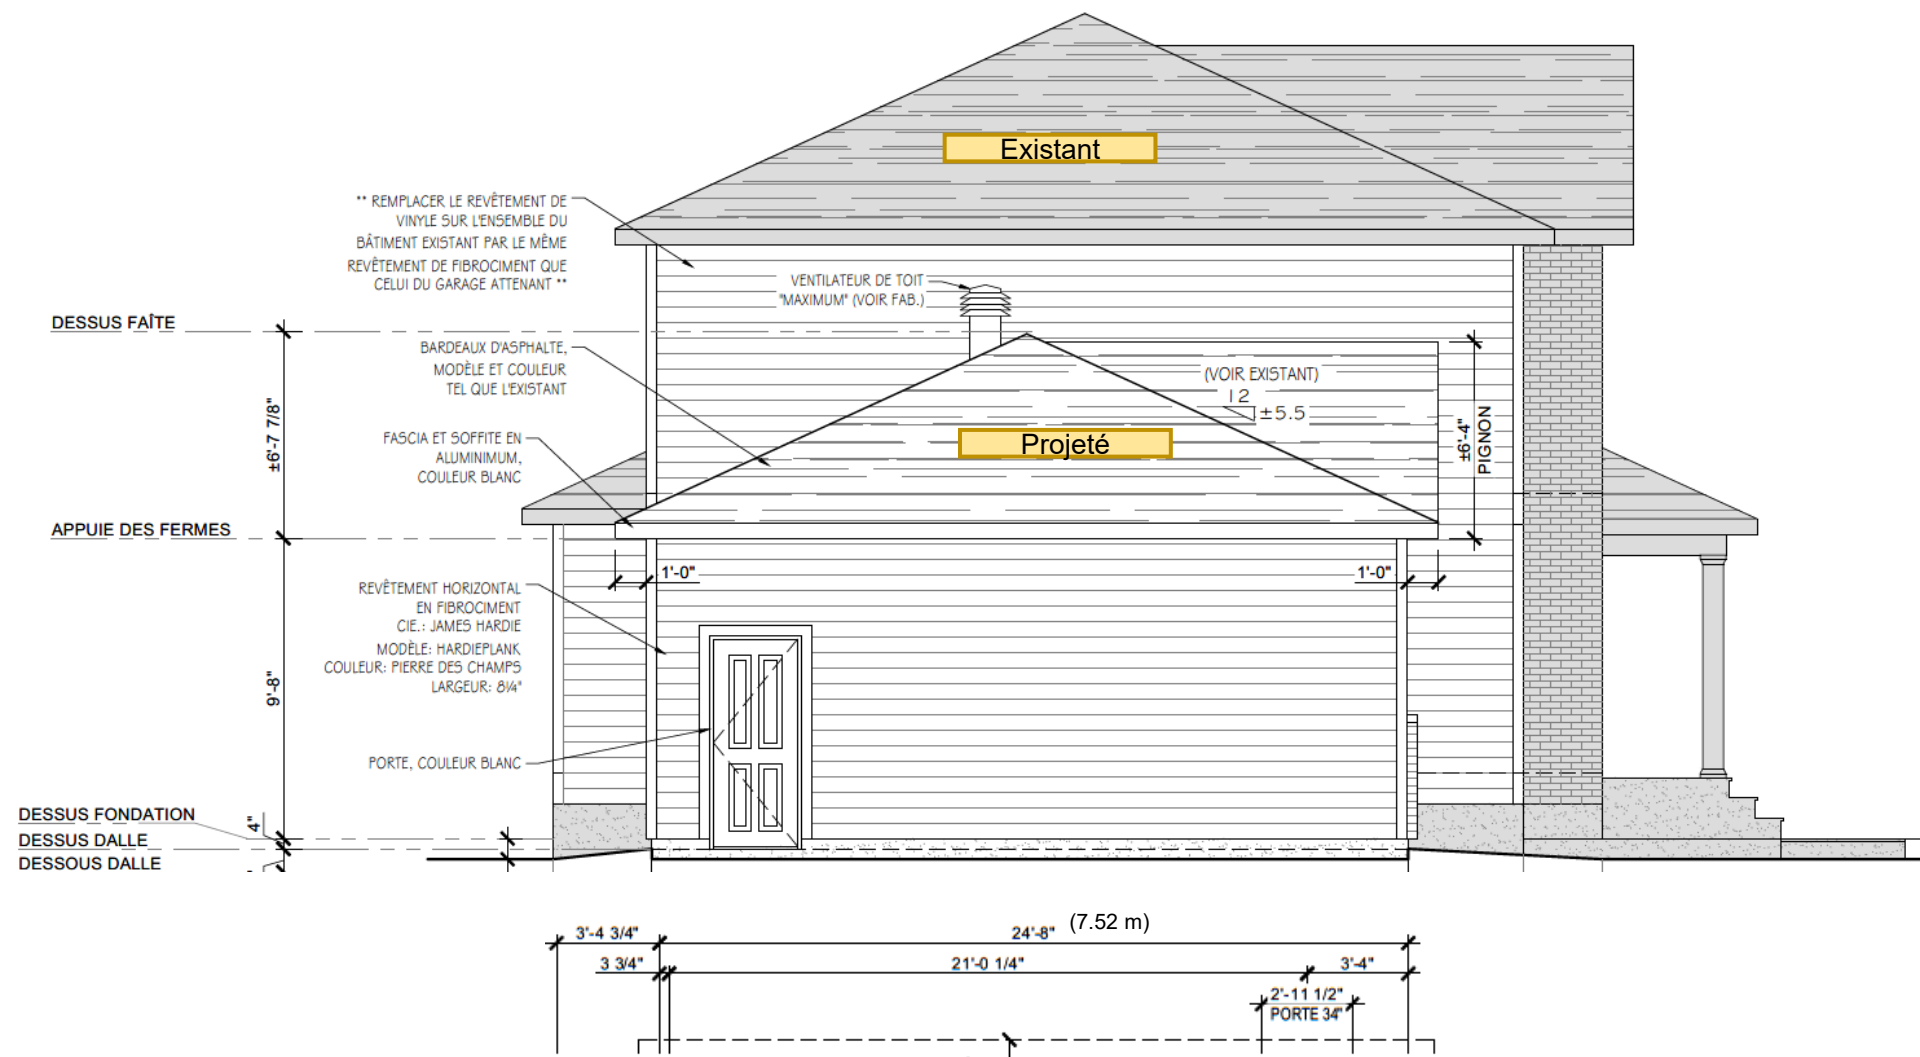 Existant
** REMPLACER LE REVÊTEMENT DE
VINYLE SUR L'ENSEMBLE DU
BÂTIMENT EXISTANT PAR LE MÊME
REVÊTEMENT DE FIBROCIMENT QUE
CELUI DU GARAGE ATTENANT **
VENTILATEUR DE TOIT
"MAXIMUM" (VOIR FAB.)
DESSUS FAÎTE
BARDEAUX D'ASPHALTE,
MODÈLE ET COULEUR
TEL QUE L'EXISTANT
(VOIR EXISTANT)
12
±5.5
±6'-7 7/8"
±6'-4"
PIGNON
FASCIA ET SOFFITE EN
ALUMINIMUM,
COULEUR BLANC
Projeté
APPUIE DES FERMES
1'-0"
1'-0"
REVÊTEMENT HORIZONTAL
EN FIBROCIMENT
CIE.: JAMES HARDIE
MODÈLE: HARDIEPLANK
COULEUR: PIERRE DES CHAMPS
LARGEUR: 8¼"
9'-8"
PORTE, COULEUR BLANC
DESSUS FONDATION
4"
DESSUS DALLE
DESSOUS DALLE
3'-4 3/4"
24'-8"
(7.52 m)
3 3/4"
21'-0 1/4"
3'-4"
2'-11 1/2"
PORTE 34"